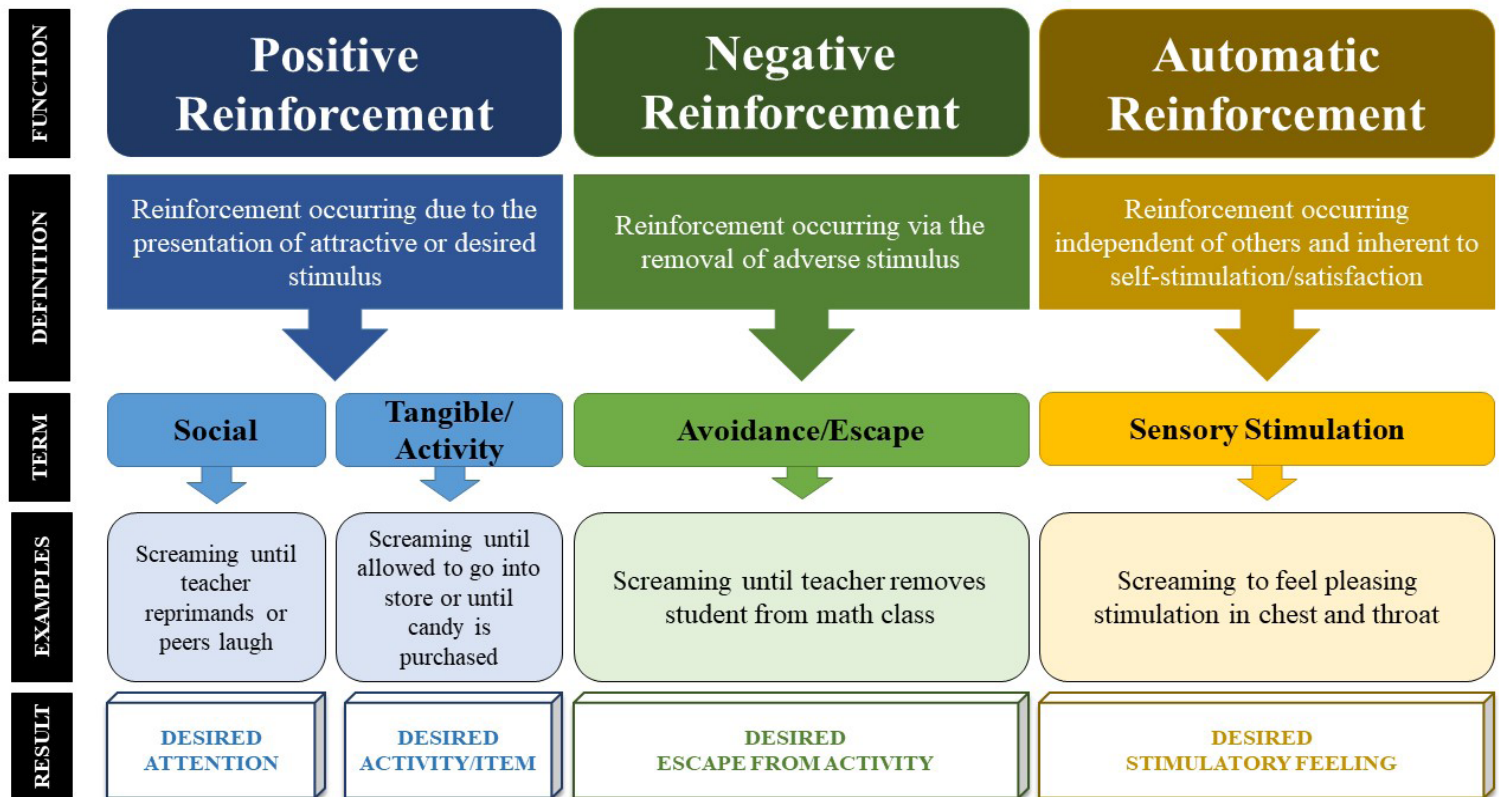 FUNCTION
Positive
Reinforcement
Negative
Reinforcement
Automatic
Reinforcement
DEFINITION
Reinforcement occurring due to the
presentation of attractive or desired
stimulus
Reinforcement occurring via the
removal of adverse stimulus
Reinforcement occurring
independent of others and inherent to
self-stimulation/satisfaction
TERM
Social
Tangible/
Activity
Avoidance/Escape
Sensory Stimulation
EXAMPLES
Screaming until
teacher
reprimands or
peers laugh
Screaming until
allowed to go into
store or until
candy is
purchased
Screaming until teacher removes
student from math class
Screaming to feel pleasing
stimulation in chest and throat
RESULT
DESIRED
ATTENTION
DESIRED
ACTIVITY/ITEM
DESIRED
ESCAPE FROM ACTIVITY
DESIRED
STIMULATORY FEELING